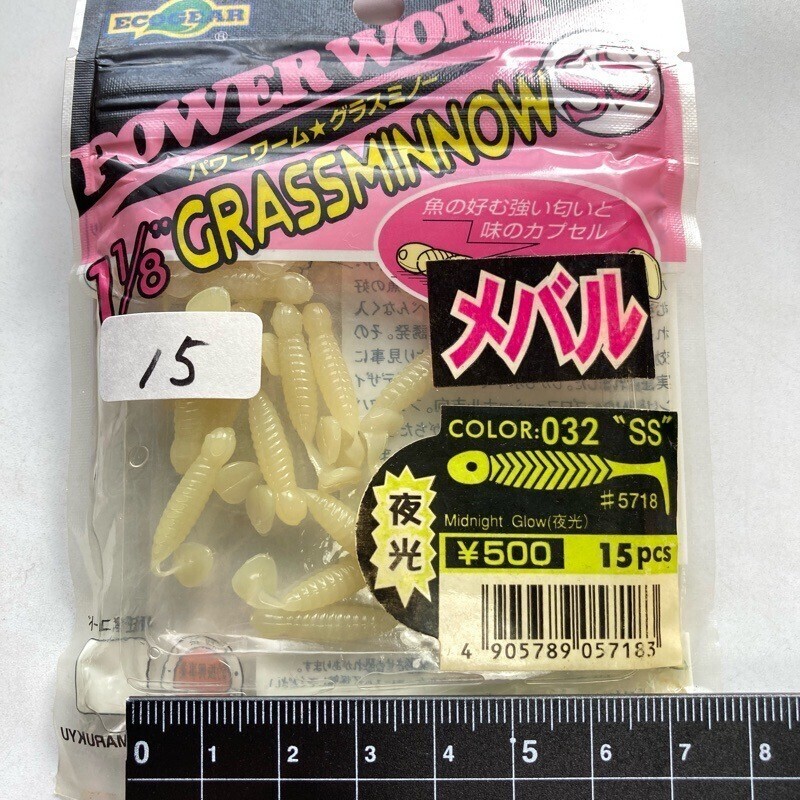 ECOGEAR
®
POWER WORM
パワーワーム★グラスミノー
GRASSMINNOW SS
1 1/8"
魚の好む強い匂いと
味のカプセル
メバル
15
COLOR:032 "SS"
♯5718
夜光
Midnight Glow(夜光)
¥500 15pcs
4 905789 057183
MARUKYU
0 1 2 3 4 5 6 7 8